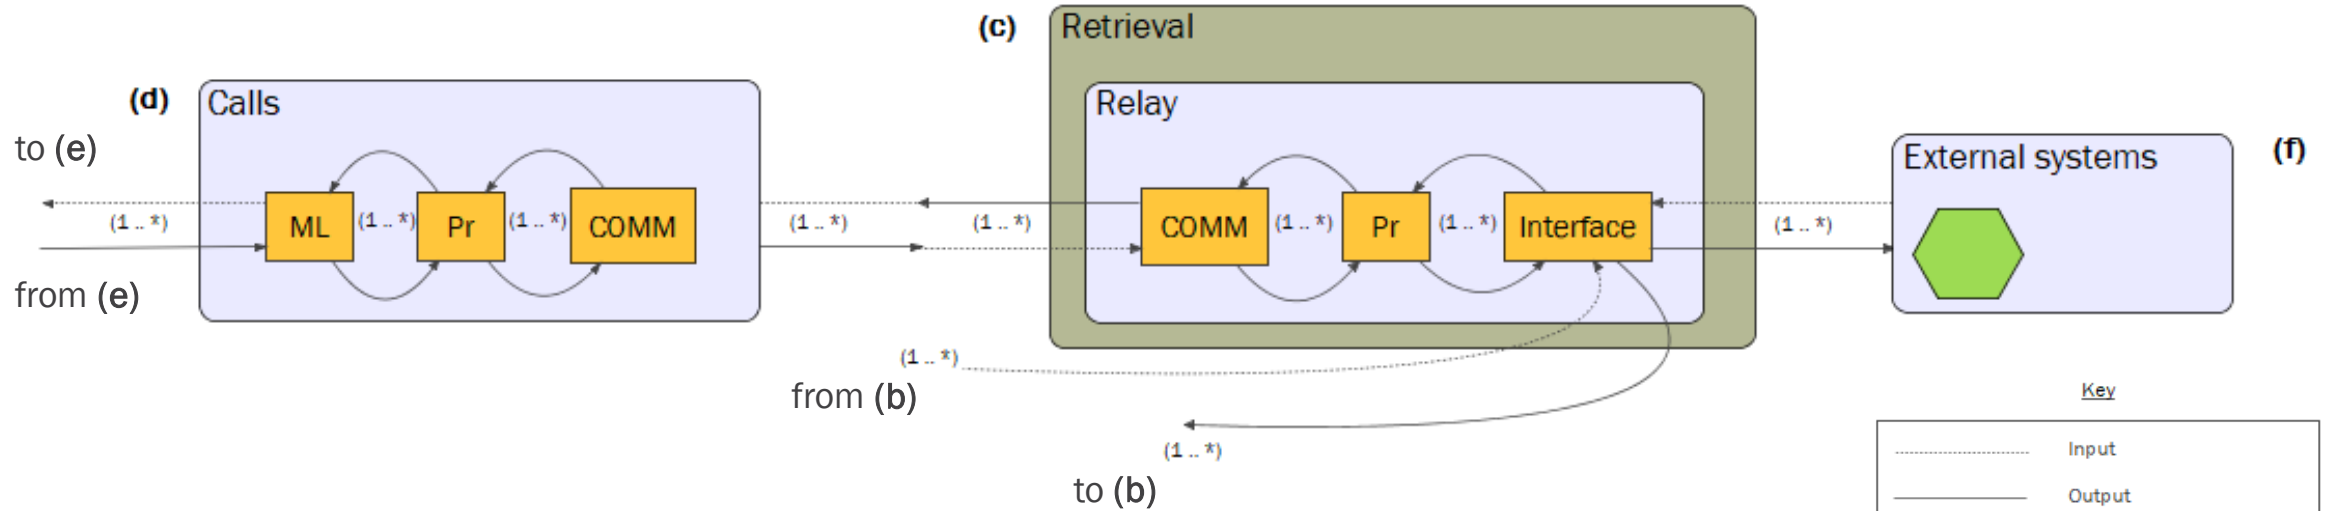 (c)
Retrieval
(d)
Calls
Relay
to (e)
External systems
(f)
(1 .. *)
ML
(1 .. *)
Pr
(1 .. *)
COMM
(1 .. *)
(1 .. *)
COMM
(1 .. *)
Pr
(1 .. *)
Interface
(1 .. *)
from (e)
(1 .. *)
from (b)
(1 .. *)
to (b)
Key
Input
Output